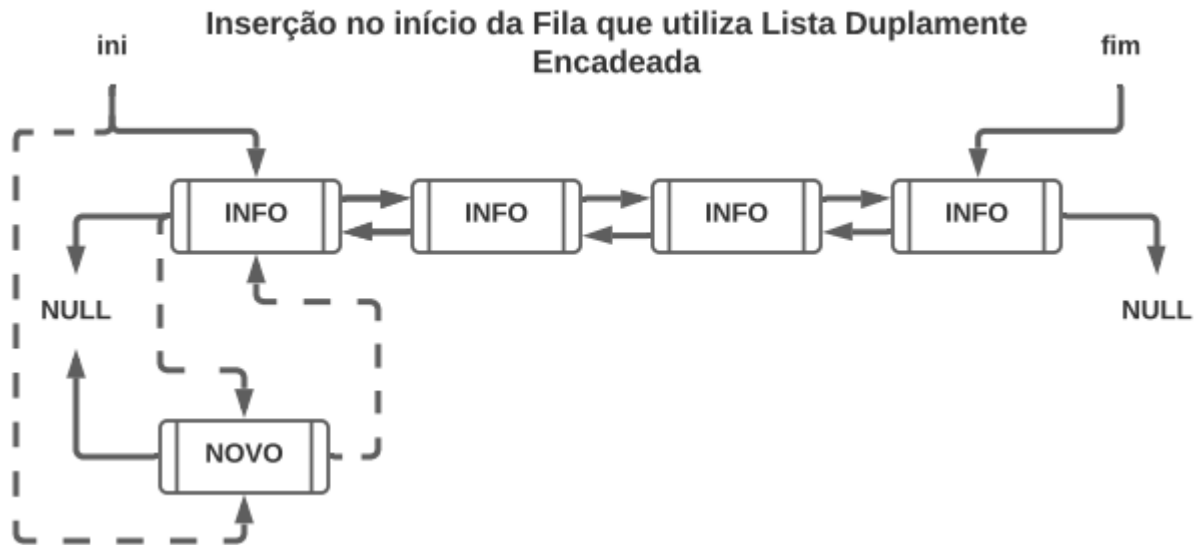 Inserção no início da Fila que utiliza Lista Duplamente
Encadeada
ini
fim
INFO
INFO
INFO
INFO
NULL
NULL
NOVO